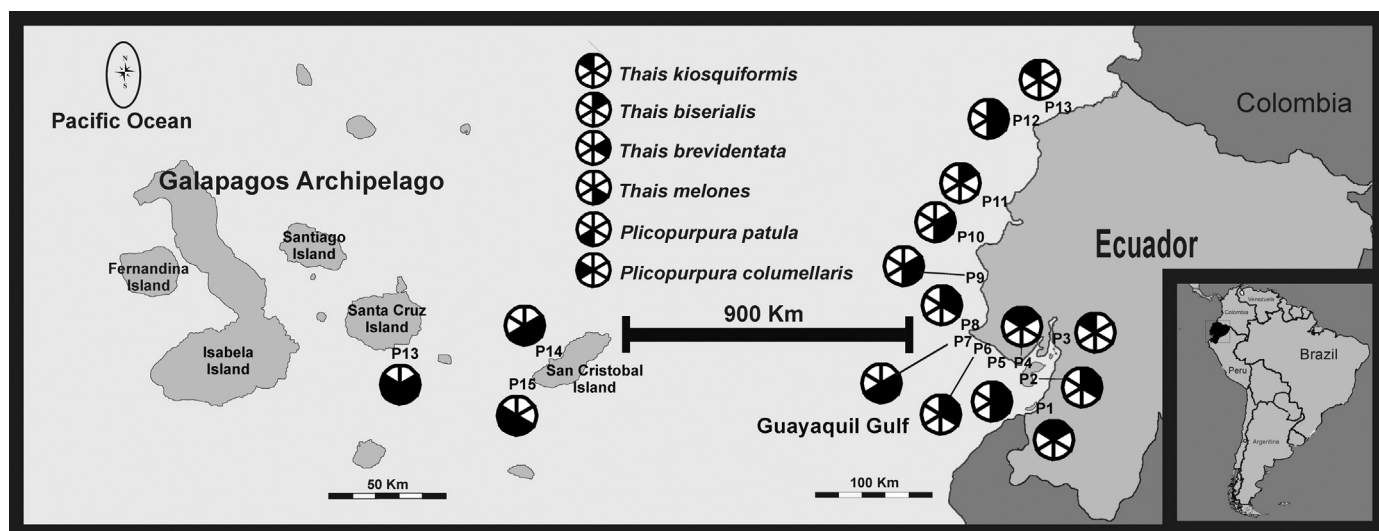 N
S
Pacific Ocean
Galapagos Archipelago
Fernandina
Island
Santiago
Island
Santa Cruz
Island
Isabela
Island
P13
P14
P15
San Cristobal
Island
50 Km
Thais kiosquiformis
Thais biserialis
Thais brevidentata
Thais melones
Plicopurpura patula
Plicopurpura columellaris
900 Km
P13
P12
P11
P10
P9
P8
P7
P6
P5
P4
P3
P2
P1
Guayaquil Gulf
100 Km
Colombia
Ecuador
Venezuela
Colombia
Peru
Brazil
Argentina